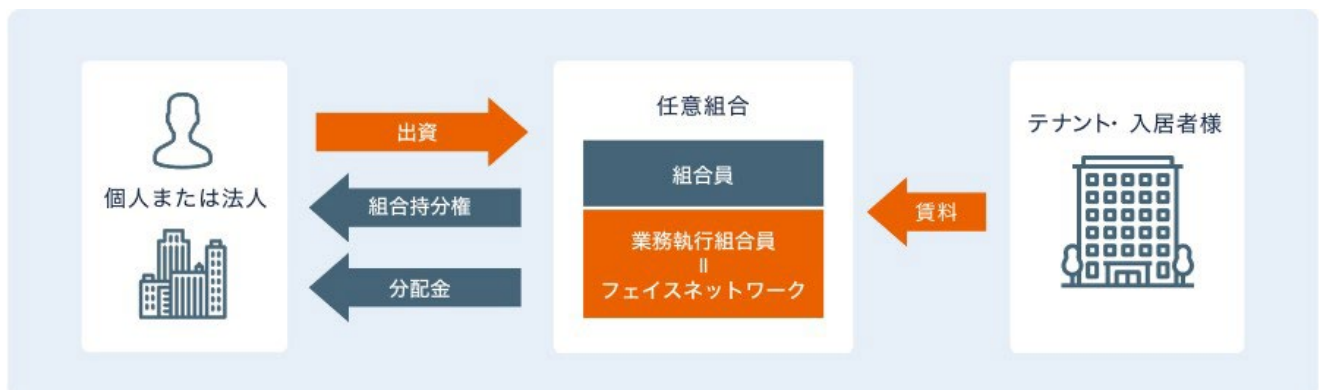 個人または法人
出資
組合持分権
分配金
任意組合
組合員
業務執行組合員
=
フェイスネットワーク
賃料
テナント・入居者様